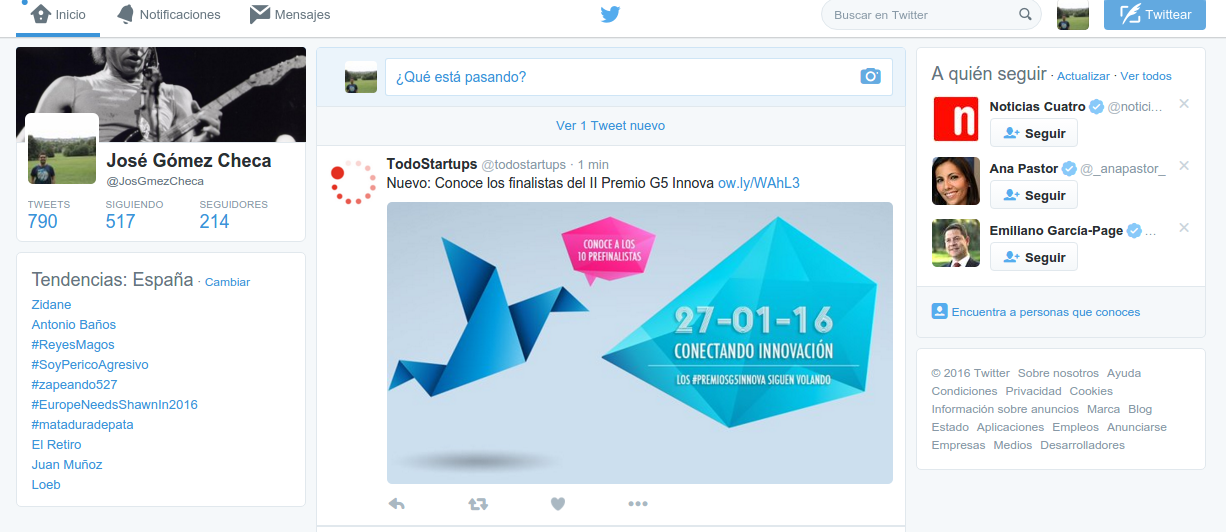 Inicio
Notificaciones
Mensajes
Buscar en Twitter
Twittear
José Gómez Checa
@JosGmezCheca
TWEETS SIGUIENDO SEGUIDORES
790 517 214
Tendencias: España · Cambiar
Zidane
Antonio Baños
#ReyesMagos
#SoyPericoAgresivo
#zapeando527
#EuropeNeedsShawnIn2016
#mataduradepata
El Retiro
Juan Muñoz
Loeb
¿Qué está pasando?
Ver 1 Tweet nuevo
TodoStartups @todostartups · 1 min
Nuevo: Conoce los finalistas del II Premio G5 Innova ow.ly/WAhL3
CONOCE A LOS
10 PREFINALISTAS
27-01-16
CONECTANDO INNOVACIÓN
LOS #PREMIOSG5INNOVA SIGUEN VOLANDO
A quién seguir · Actualizar · Ver todos
Noticias Cuatro @notici...
n
Seguir
Ana Pastor @_anapastor_
Seguir
Emiliano García-Page ...
Seguir
Encuentra a personas que conoces
© 2016 Twitter Sobre nosotros Ayuda
Condiciones Privacidad Cookies
Información sobre anuncios Marca Blog
Estado Aplicaciones Empleos Anunciarse
Empresas Medios Desarrolladores